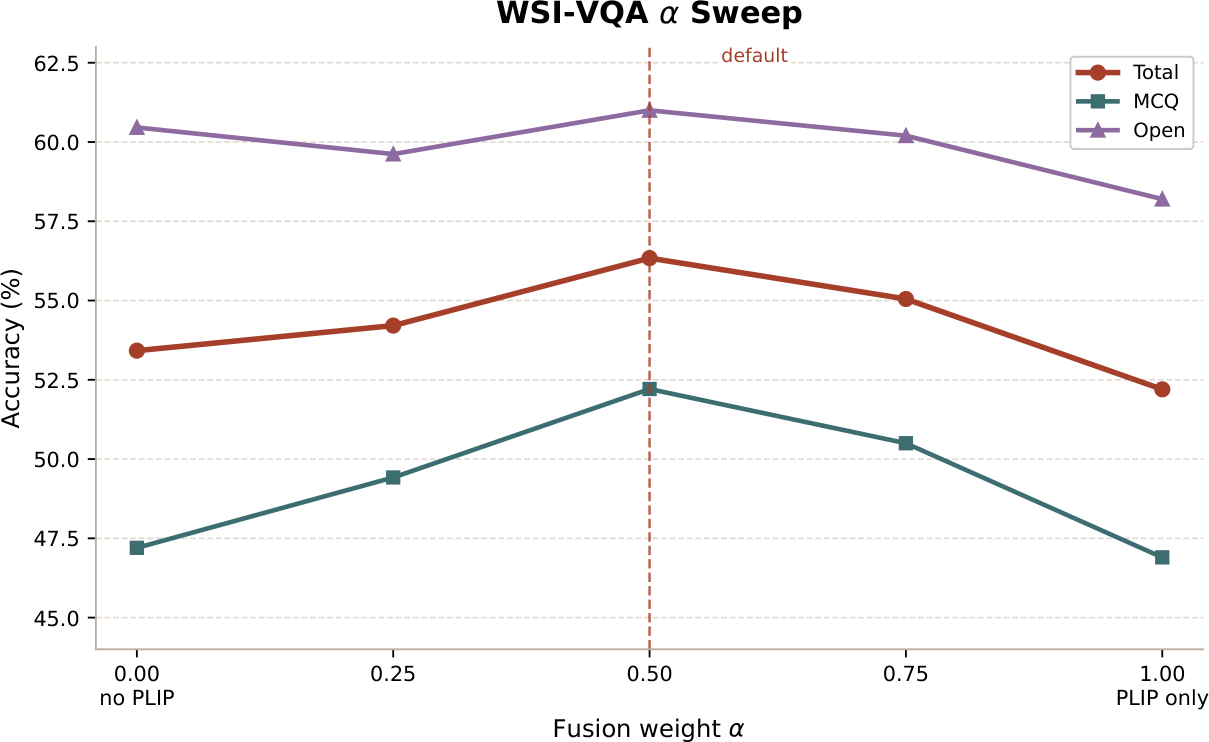 WSI-VQA α Sweep
default
Total
MCQ
Open
Accuracy (%)
62.5
60.0
57.5
55.0
52.5
50.0
47.5
45.0
0.00
no PLIP
0.25
0.50
0.75
1.00
PLIP only
Fusion weight α